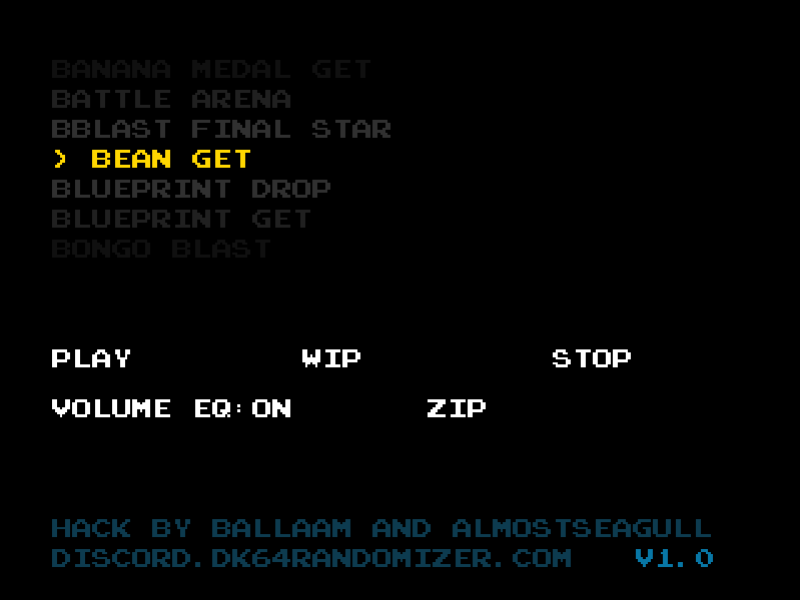 BANANA MEDAL GET
BATTLE ARENA
BBLAST FINAL STAR
> BEAN GET
BLUEPRINT DROP
BLUEPRINT GET
BONGO BLAST
PLAY WIP STOP
VOLUME EQ:ON ZIP
HACK BY BALLAAM AND ALMOSTSEAGULL
DISCORD.DK64RANDOMIZER.COM V1.0